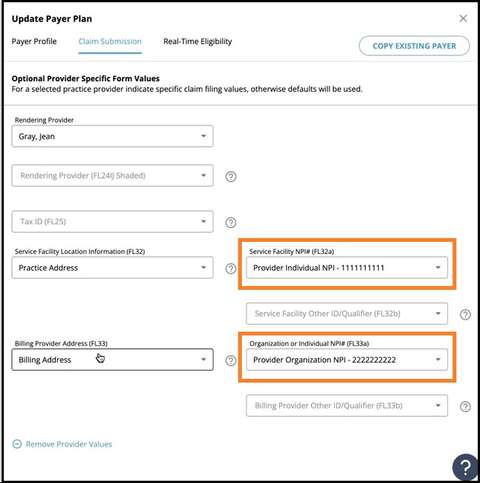 Update Payer Plan
Payer Profile
Claim Submission
Real-Time Eligibility
COPY EXISTING PAYER
Optional Provider Specific Form Values
For a selected practice provider indicate specific claim filing values, otherwise defaults will be used.
Rendering Provider
Gray, Jean
Rendering Provider (FL24IJ Shaded)
Tax ID (FL25)
Service Facility Location Information (FL32)
Practice Address
Service Facility NPI# (FL32a)
Provider Individual NPI - 1111111111
Service Facility Other ID/Qualifier (FL32b)
Billing Provider Address (FL33)
Billing Address
Organization or Individual NPI# (FL33a)
Provider Organization NPI - 2222222222
Billing Provider Other ID/Qualifier (FL33b)
Remove Provider Values
?